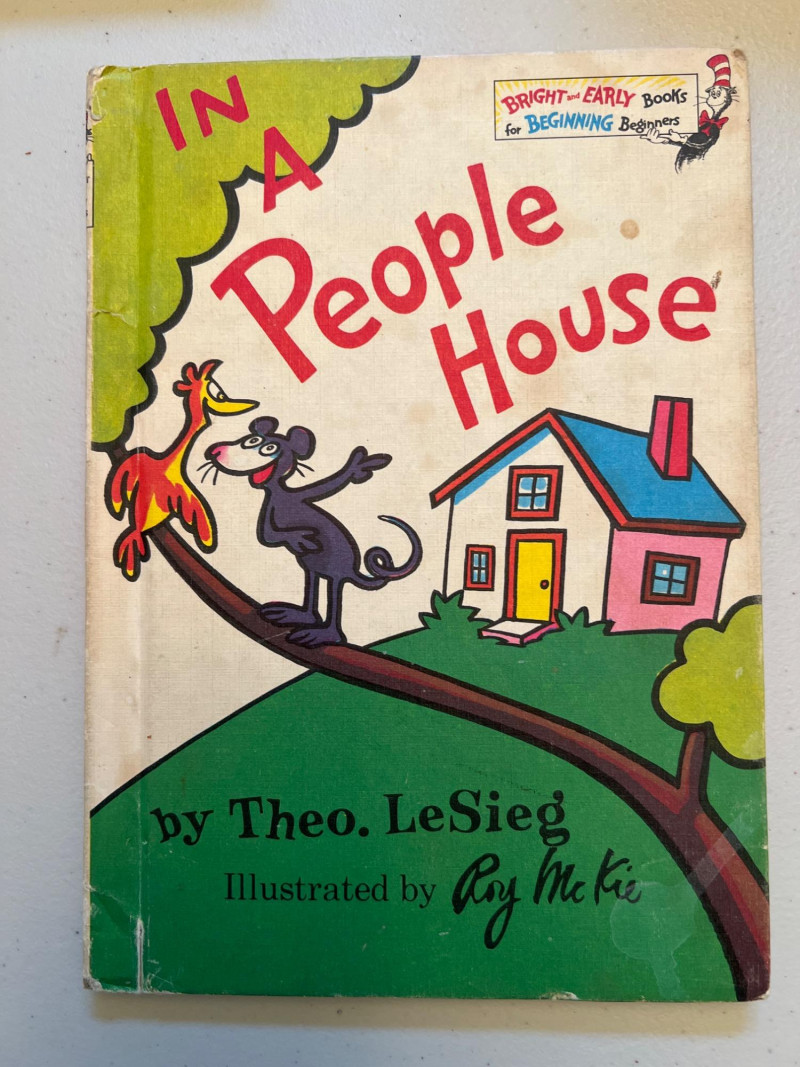 IN
A
People
House
BRIGHT and EARLY Books
for BEGINNING Beginners
by Theo. LeSieg
Illustrated by Roy McKie